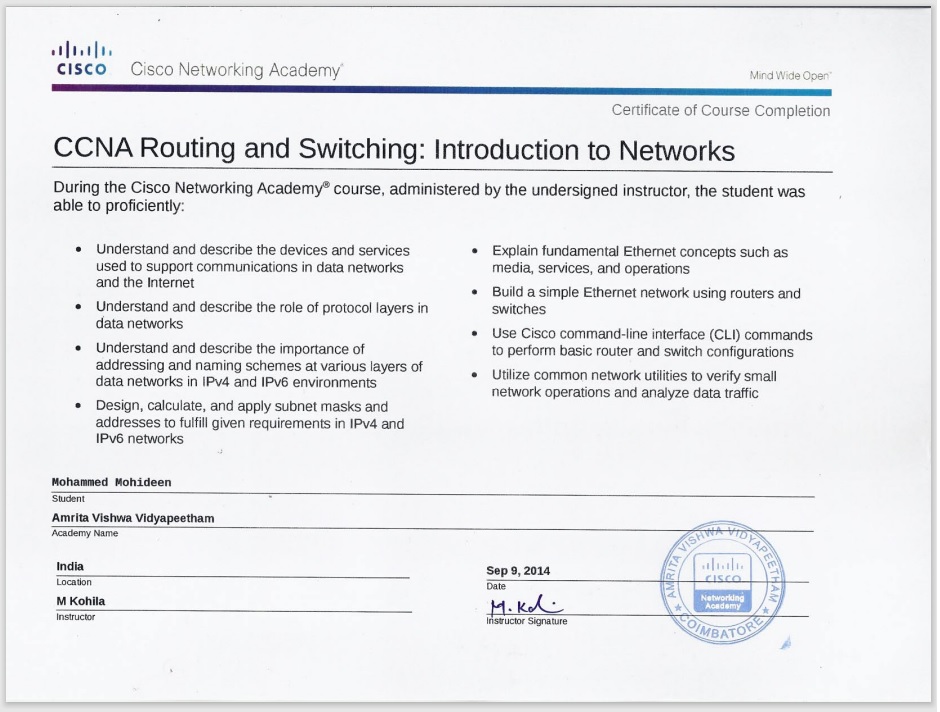 CISCO
Cisco Networking Academy®
Mind Wide Open®
Certificate of Course Completion
CCNA Routing and Switching: Introduction to Networks
During the Cisco Networking Academy® course, administered by the undersigned instructor, the student was
able to proficiently:
• Understand and describe the devices and services
used to support communications in data networks
and the Internet
• Understand and describe the role of protocol layers in
data networks
• Understand and describe the importance of
addressing and naming schemes at various layers of
data networks in IPv4 and IPv6 environments
• Design, calculate, and apply subnet masks and
addresses to fulfill given requirements in IPv4 and
IPv6 networks
• Explain fundamental Ethernet concepts such as
media, services, and operations
• Build a simple Ethernet network using routers and
switches
• Use Cisco command-line interface (CLI) commands
to perform basic router and switch configurations
• Utilize common network utilities to verify small
network operations and analyze data traffic
Mohammed Mohideen
Student
Amrita Vishwa Vidyapeetham
Academy Name
India
Location
M Kohila
Instructor
Sep 9, 2014
Date
Instructor Signature
AMRITA VISHWA VIDYAPEETHAM
CISCO
Networking
Academy
COIMBATORE